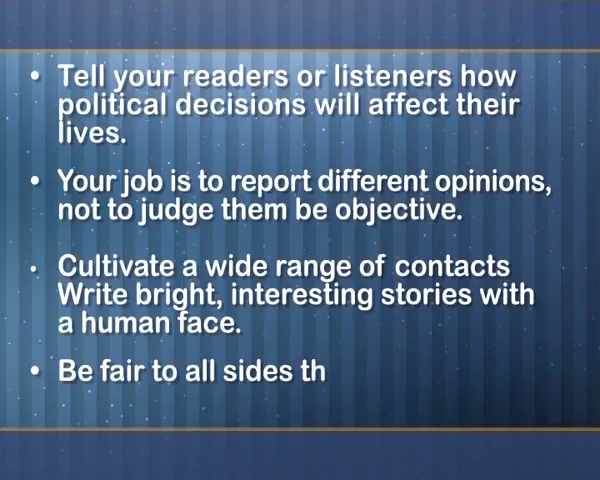 • Tell your readers or listeners how
political decisions will affect their
lives.
• Your job is to report different opinions,
not to judge them be objective.
• Cultivate a wide range of contacts
Write bright, interesting stories with
a human face.
• Be fair to all sides th